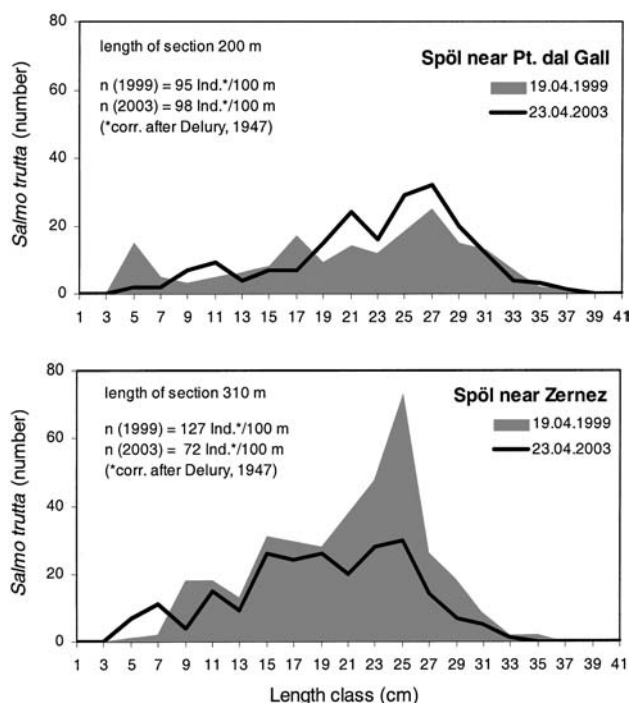 80
60
40
20
0
Salmo trutta (number)
length of section 200 m
n (1999) = 95 Ind.*/100 m
n (2003) = 98 Ind.*/100 m
(*corr. after Delury, 1947)
Spöl near Pt. dal Gall
19.04.1999
23.04.2003
1 3 5 7 9 11 13 15 17 19 21 23 25 27 29 31 33 35 37 39 41
80
60
40
20
0
Salmo trutta (number)
length of section 310 m
n (1999) = 127 Ind.*/100 m
n (2003) = 72 Ind.*/100 m
(*corr. after Delury, 1947)
Spöl near Zernez
19.04.1999
23.04.2003
1 3 5 7 9 11 13 15 17 19 21 23 25 27 29 31 33 35 37 39 41
Length class (cm)